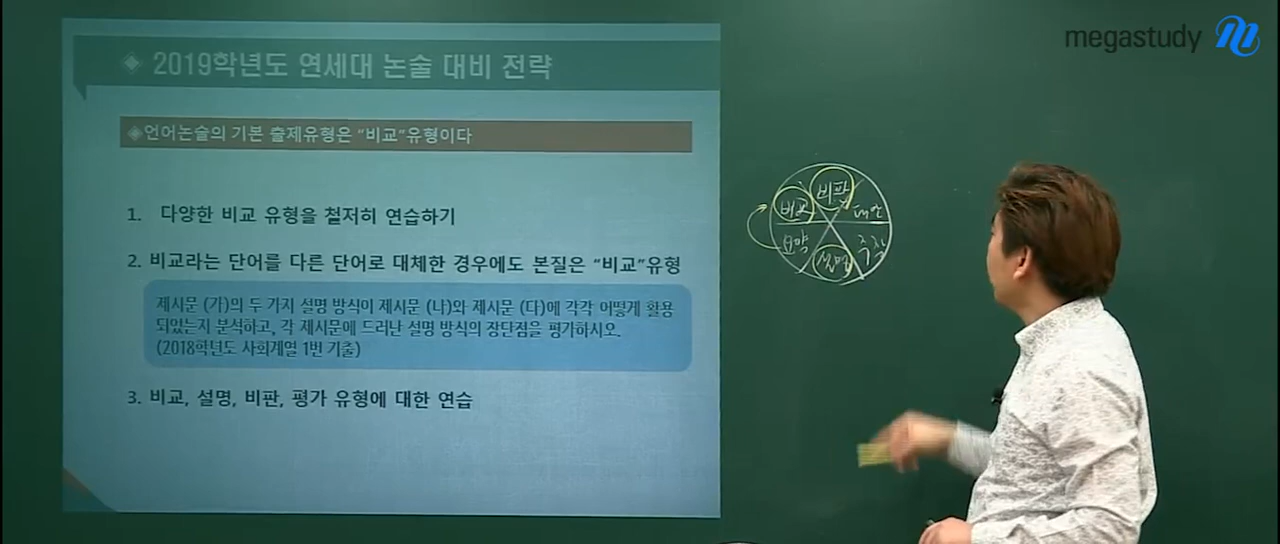 megastudy
2019학년도 연세대 논술 대비 전략
언어논술의 기본 출제유형은 "비교"유형이다
1. 다양한 비교 유형을 철저히 연습하기
2. 비교라는 단어를 다른 단어로 대체한 경우에도 본질은 "비교"유형
제시문 (가)의 두 가지 설명 방식이 제시문 (나)와 제시문 (다)에 각각 어떻게 활용
되었는지 분석하고, 각 제시문에 드러난 설명 방식의 장단점을 평가하시오.
(2018학년도 사회계열 1번 기출)
3. 비교, 설명, 비판, 평가 유형에 대한 연습
비교
비판
대안
요약
설명
추론